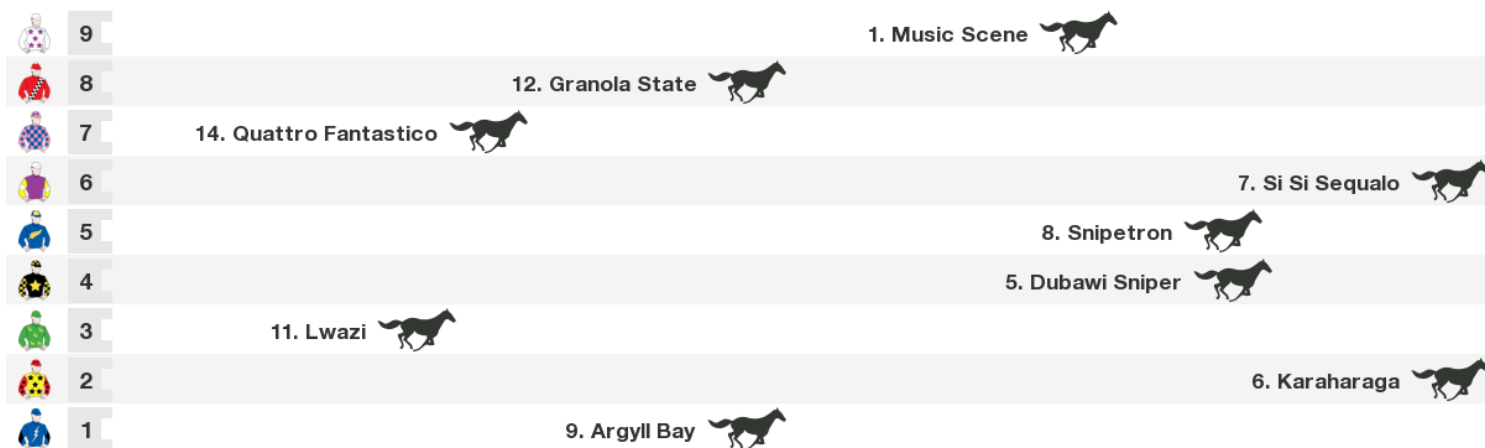 9 1. Music Scene
8 12. Granola State
7 14. Quattro Fantastico
6 7. Si Si Sequalo
5 8. Snipetron
4 5. Dubawi Sniper
3 11. Lwazi
2 6. Karaharaga
1 9. Argyll Bay